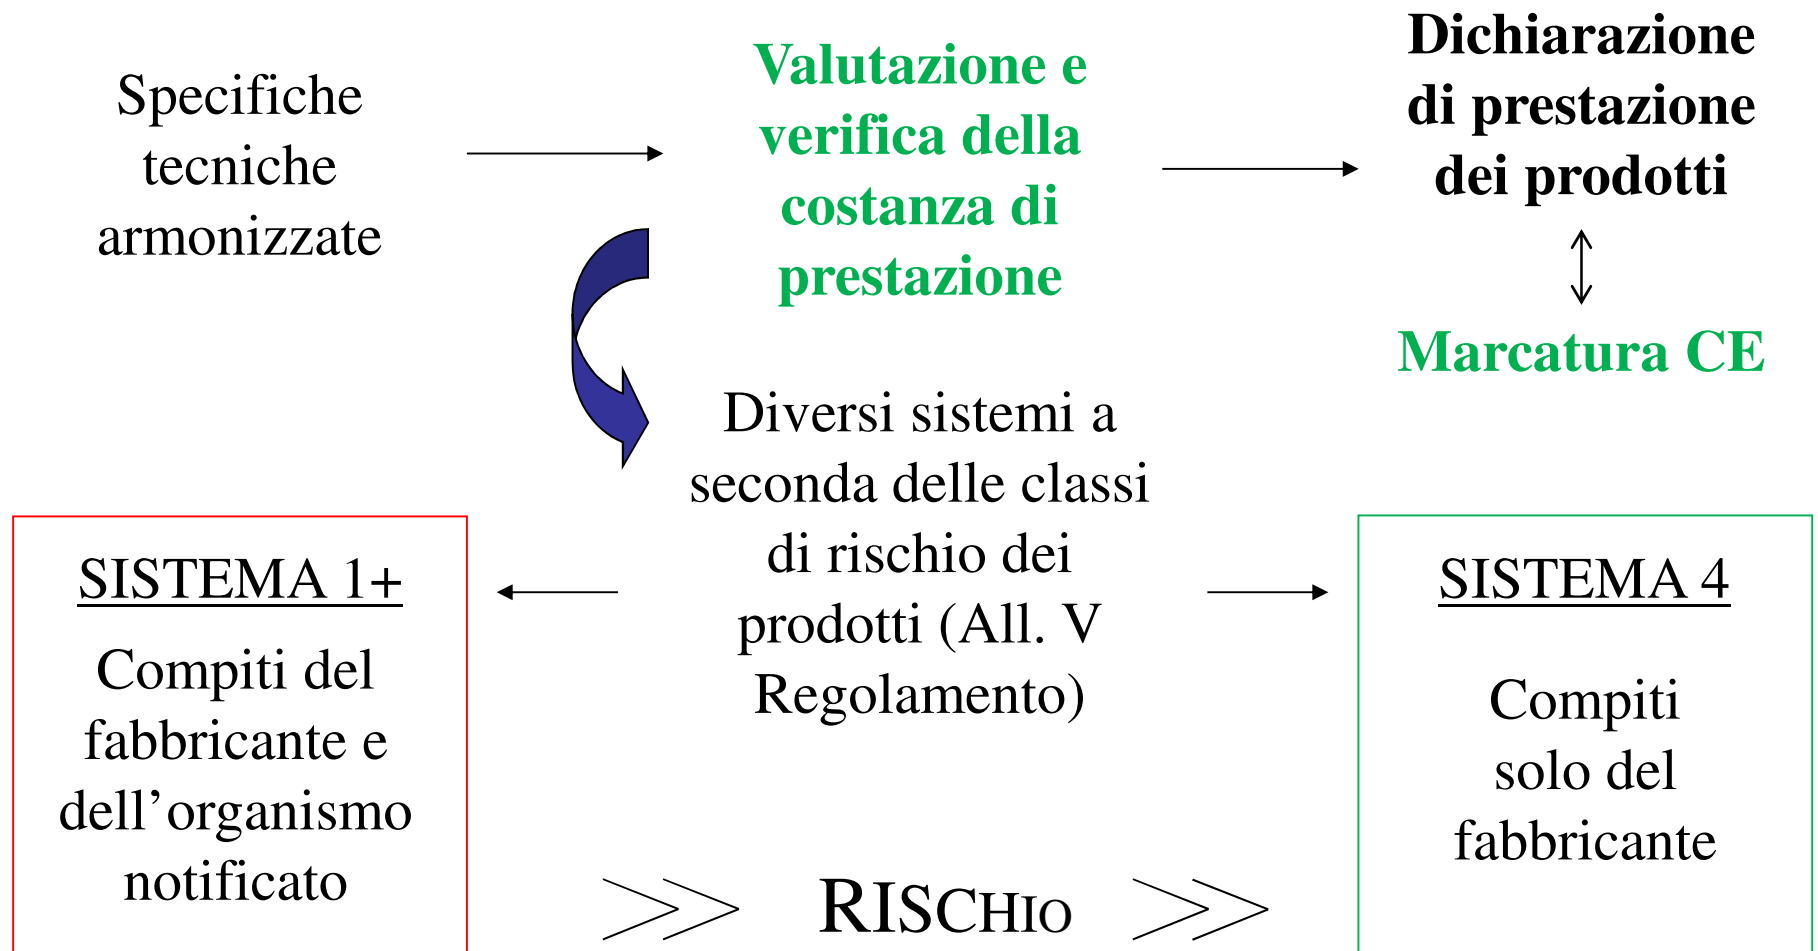 Specifiche
tecniche
armonizzate
Valutazione e
verifica della
costanza di
prestazione
Dichiarazione
di prestazione
dei prodotti
Marcatura CE
Diversi sistemi a
seconda delle classi
di rischio dei
prodotti (All. V
Regolamento)
SISTEMA 1+
Compiti del
fabbricante e
dell’organismo
notificato
SISTEMA 4
Compiti
solo del
fabbricante
RISCHIO